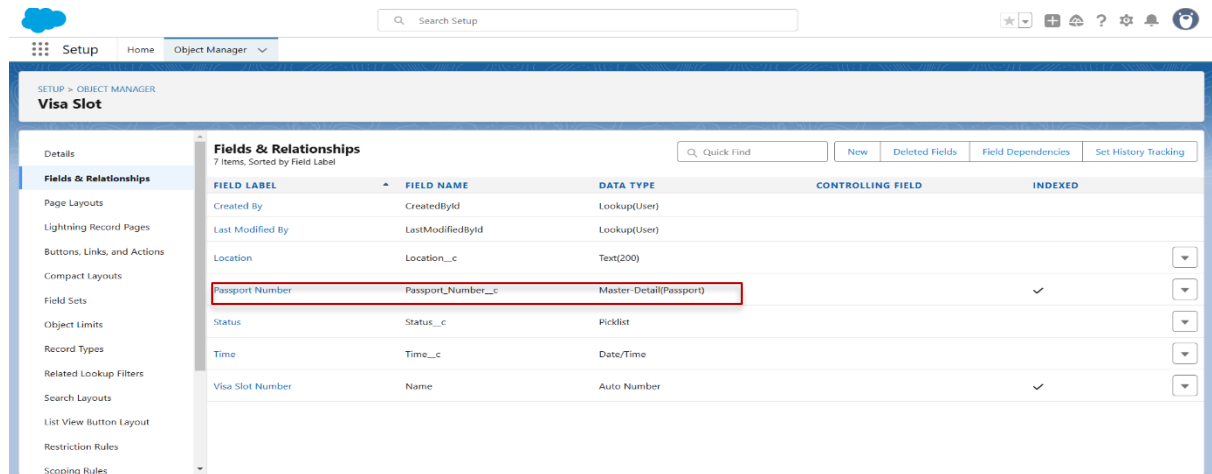 Search Setup
Setup Home Object Manager
SETUP > OBJECT MANAGER
Visa Slot
Details
Fields & Relationships
Page Layouts
Lightning Record Pages
Buttons, Links, and Actions
Compact Layouts
Field Sets
Object Limits
Record Types
Related Lookup Filters
Search Layouts
List View Button Layout
Restriction Rules
Scoping Rules
Fields & Relationships
7 Items, Sorted by Field Label
Quick Find New Deleted Fields Field Dependencies Set History Tracking
FIELD LABEL FIELD NAME DATA TYPE CONTROLLING FIELD INDEXED
Created By CreatedById Lookup(User)
Last Modified By LastModifiedById Lookup(User)
Location Location__c Text(200)
Passport Number Passport_Number__c Master-Detail(Passport)
Status Status__c Picklist
Time Time__c Date/Time
Visa Slot Number Name Auto Number